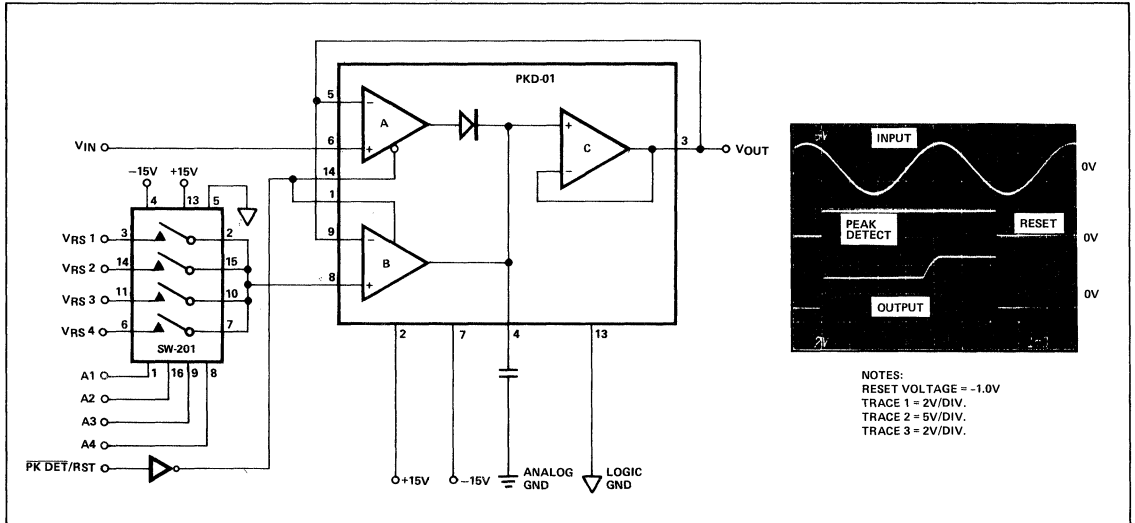 PKD-01
5
−
A
6
+
14
1
9
−
B
8
+
+
C
−
3
VOUT
VIN
−15V
+15V
4
13
5
VRS 1
3
2
VRS 2
14
15
VRS 3
11
10
VRS 4
6
7
SW-201
A1
1
16
9
8
A2
A3
A4
PK DET/RST
2
7
4
13
+15V
−15V
ANALOG
GND
LOGIC
GND
INPUT
0V
PEAK
DETECT
RESET
0V
0V
OUTPUT
NOTES:
RESET VOLTAGE = −1.0V
TRACE 1 = 2V/DIV.
TRACE 2 = 5V/DIV.
TRACE 3 = 2V/DIV.